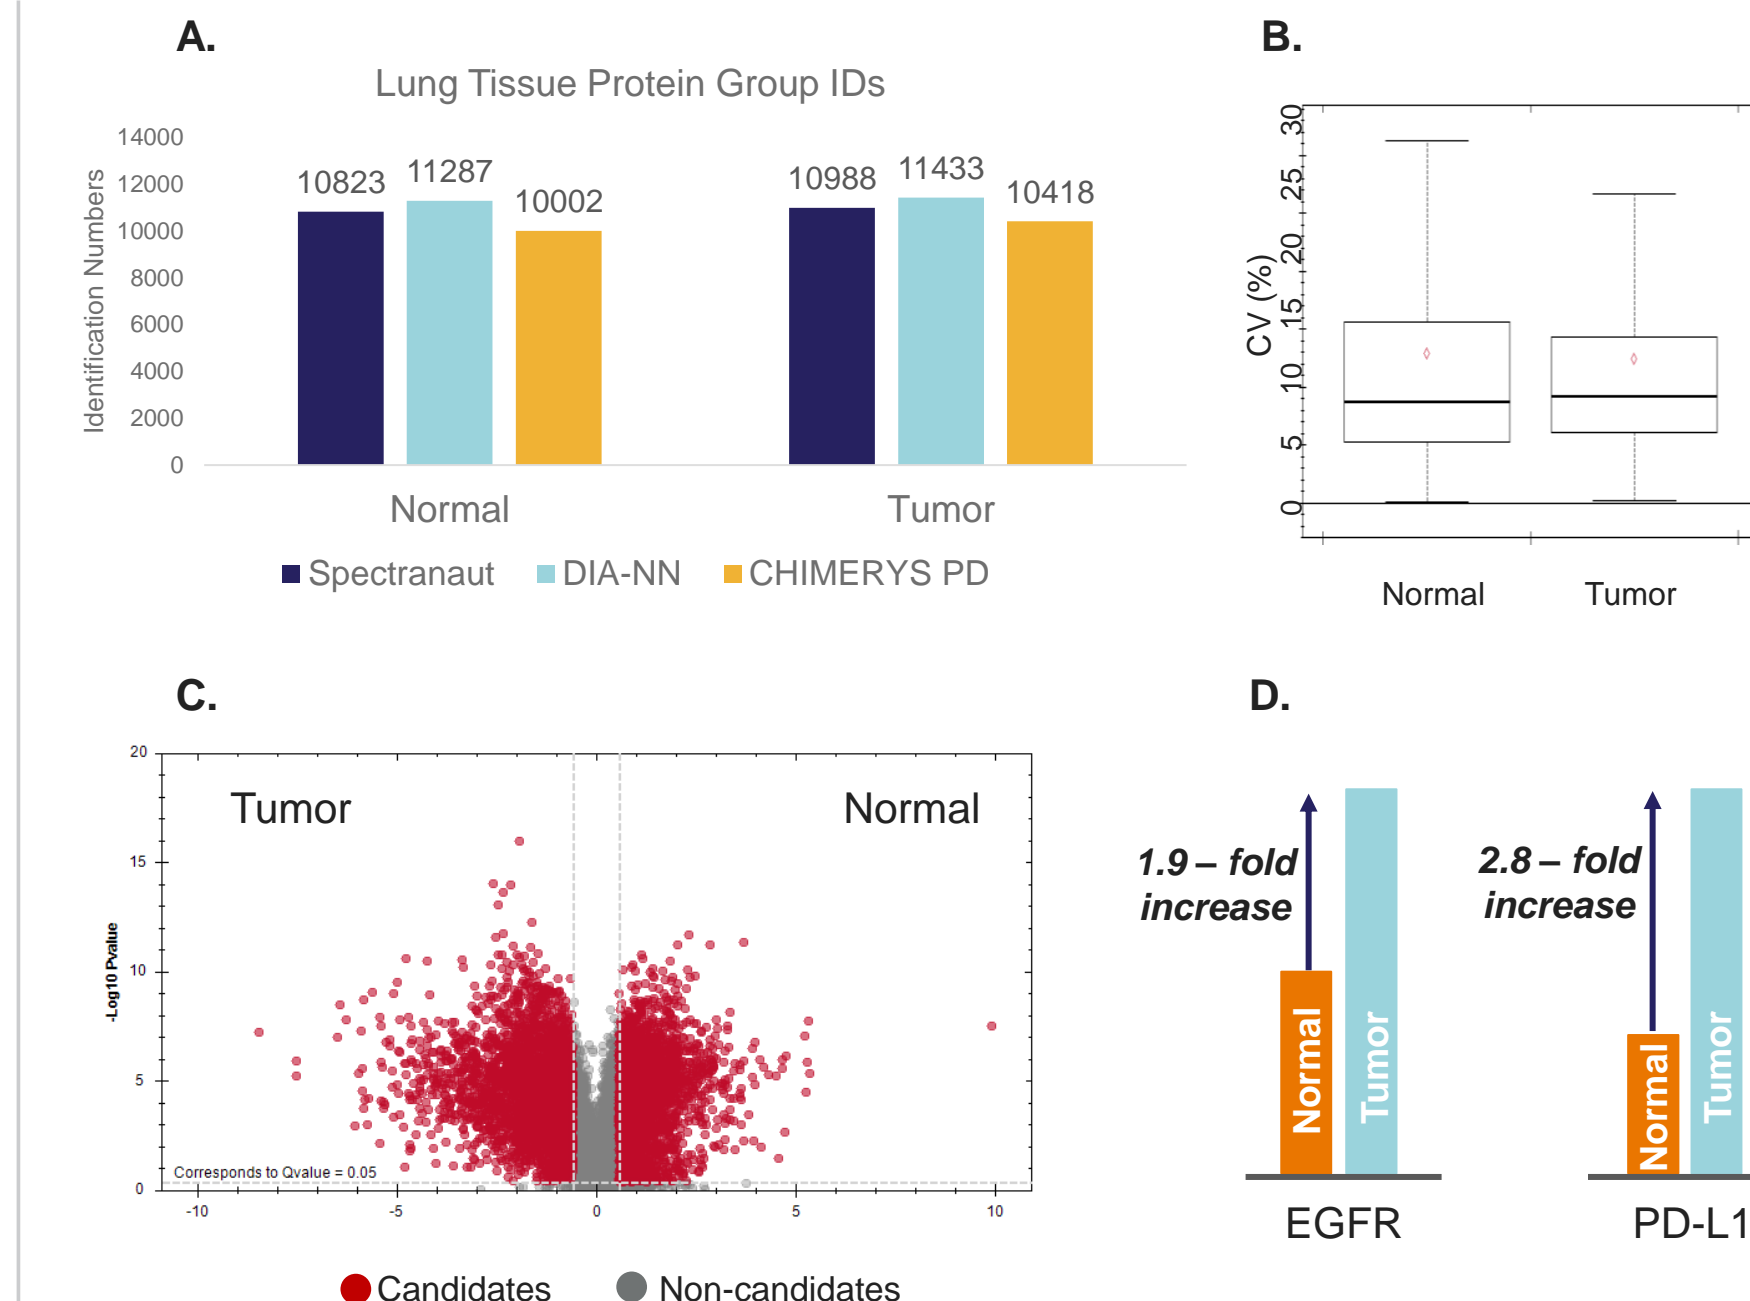 A.
Lung Tissue Protein Group IDs
Identification Numbers
14000
12000
10000
8000
6000
4000
2000
0
10823
11287
10002
10988
11433
10418
Normal
Tumor
Spectranaut
DIA-NN
CHIMERYS PD
B.
CV (%)
30
25
20
15
10
5
0
Normal
Tumor
C.
-Log10 Pvalue
20
15
10
5
0
Tumor
Normal
Corresponds to Qvalue = 0.05
-10
-5
0
5
10
Candidates
Non-candidates
D.
1.9 – fold
increase
Normal
Tumor
EGFR
2.8 – fold
increase
Normal
Tumor
PD-L1